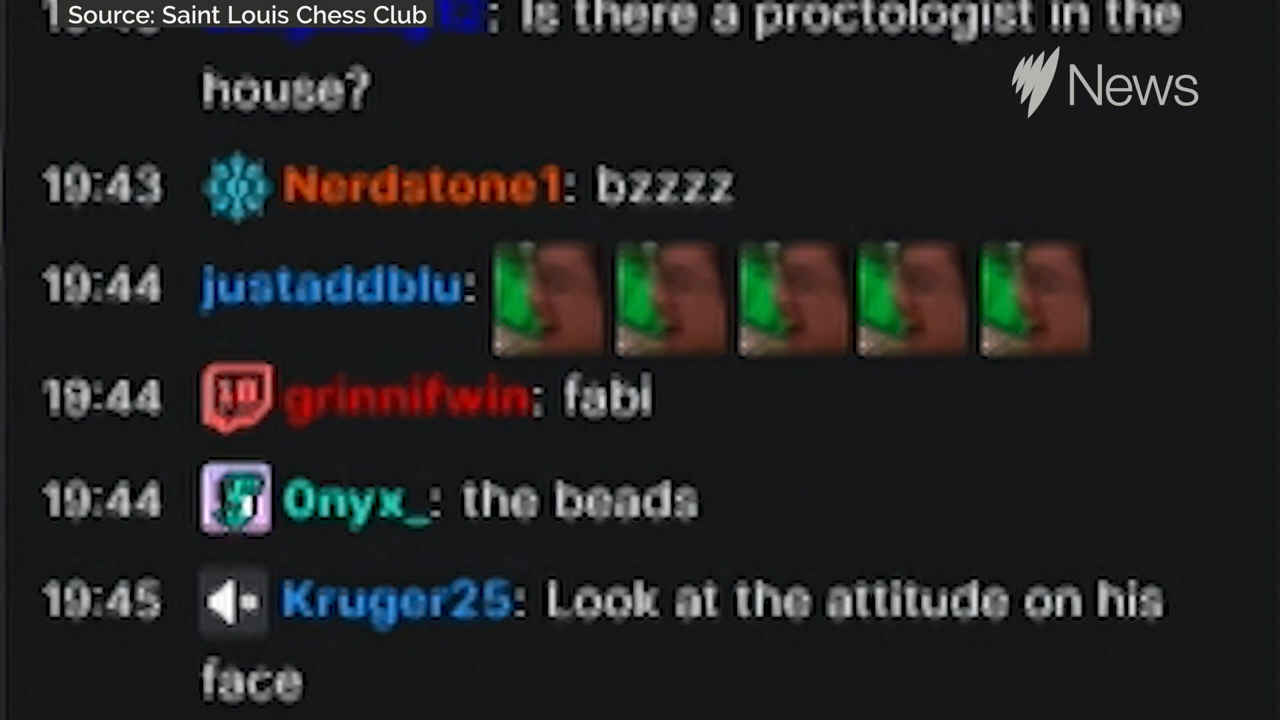 Source: Saint Louis Chess Club
: Is there a proctologist in the
house?
News
19:43 Nerdstone1: bzzzz
19:44 justaddblu:
19:44 grinnifwin: fabi
19:44 0nyx_: the beads
19:45 Kruger25: Look at the attitude on his
face